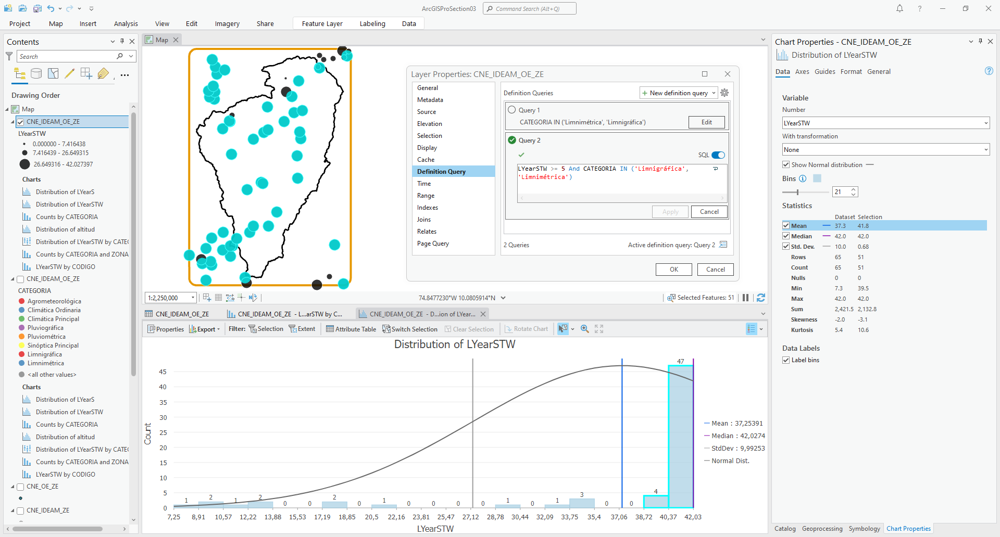 ArcGISProSection03
Command Search (Alt+Q)
Project Map Insert Analysis View Edit Imagery Share Feature Layer Labeling Data
Contents
Search
Drawing Order
Map
CNE_IDEAM_OE_ZE
LYearSTW
0.000000 - 7.416438
7.416439 - 26.649315
26.649316 - 42.027397
Charts
Distribution of LYearS
Distribution of LYearSTW
Counts by CATEGORIA
Distribution of altitud
Distribution of LYearSTW by CATE
Counts by CATEGORIA and ZONA
LYearSTW by CODIGO
CNE_IDEAM_OE_ZE
CATEGORIA
Agrometeorológica
Climática Ordinaria
Climática Principal
Pluviográfica
Pluviométrica
Sinóptica Principal
Limnigráfica
Limnimétrica
<all other values>
Charts
Distribution of LYearS
Distribution of LYearSTW
Counts by CATEGORIA
Distribution of altitud
Distribution of LYearSTW by CATE
Counts by CATEGORIA and ZONA
LYearSTW by CODIGO
CNE_OE_ZE
CNE_IDEAM_ZE
Map
Layer Properties: CNE_IDEAM_OE_ZE
General
Metadata
Source
Elevation
Selection
Display
Cache
Definition Query
Time
Range
Indexes
Joins
Relates
Page Query
Definition Queries
New definition query
Query 1
CATEGORIA IN ('Limnimétrica', 'Limnigráfica')
Edit
Query 2
SQL
LYearSTW >= 5 And CATEGORIA IN ('Limnigráfica',
'Limnimétrica')
Apply Cancel
2 Queries Active definition query: Query 2
OK Cancel
1:2,250,000
74.8477230°W 10.0805914°N
Selected Features: 51
CNE_IDEAM_OE_ZE CNE_IDEAM_OE_ZE - L...arSTW by C... CNE_IDEAM_OE_ZE - D...ion of LYear...
Properties Export Filter: Selection Extent Attribute Table Switch Selection Clear Selection Rotate Chart
Distribution of LYearSTW
Count
45
40
35
30
25
20
15
10
5
0
1 2 1 2 0 0 2 0 1 0 0 0 0 1 0 1 3 0 0 4 47
7,25 8,91 10,57 12,22 13,88 15,53 17,19 18,85 20,5 22,16 23,81 25,47 27,12 28,78 30,44 32,09 33,75 35,4 37,06 38,72 40,37 42,03
LYearSTW
Mean : 37,25391
Median : 42,0274
StdDev : 9,99253
Normal Dist.
Chart Properties - CNE_IDEAM_OE_ZE
Distribution of LYearSTW
Data Axes Guides Format General
Variable
Number
LYearSTW
With transformation
None
Show Normal distribution
Bins
21
Statistics
Dataset Selection
Mean 37.3 41.8
Median 42.0 42.0
Std. Dev. 10.0 0.68
Rows 65 51
Count 65 51
Nulls 0 0
Min 7.3 39.5
Max 42.0 42.0
Sum 2,421.5 2,132.8
Skewness -2.0 -3.1
Kurtosis 5.4 10.6
Data Labels
Label bins
Catalog Geoprocessing Symbology Chart Properties